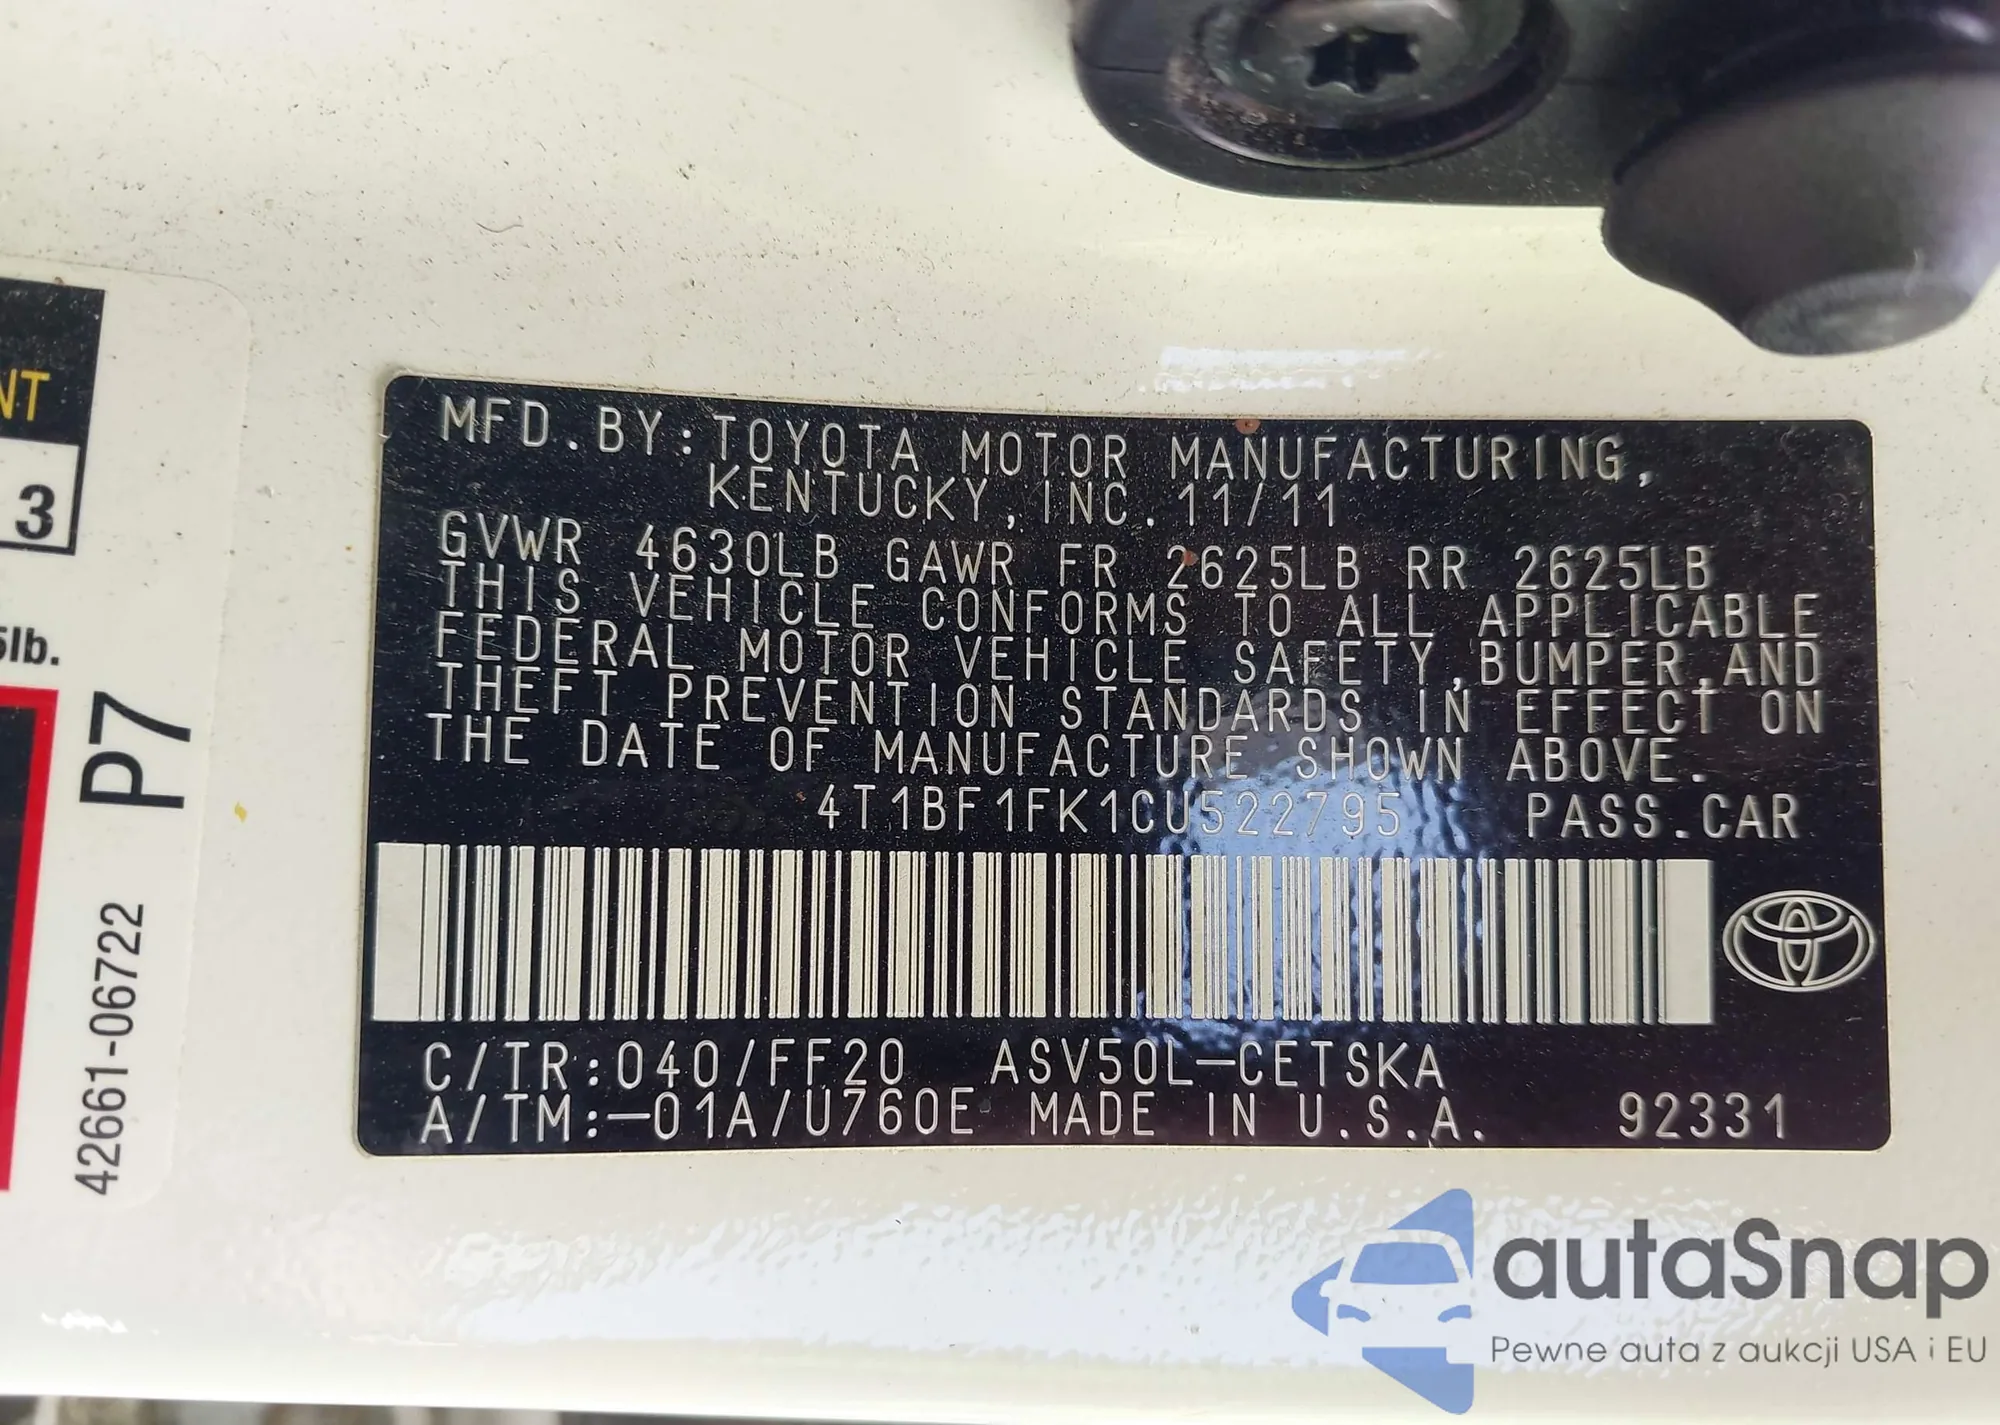 NT
3
5lb.
P7
42661-06722
MFD.BY:TOYOTA MOTOR MANUFACTURING,
KENTUCKY,INC.11/11
GVWR 4630LB GAWR FR 2625LB RR 2625LB
THIS VEHICLE CONFORMS TO ALL APPLICABLE
FEDERAL MOTOR VEHICLE SAFETY,BUMPER,AND
THEFT PREVENTION STANDARDS IN EFFECT ON
THE DATE OF MANUFACTURE SHOWN ABOVE.
4T1BF1FK1CU522795 PASS.CAR
C/TR:040/FF20 ASV50L-CETSKA
A/TM:-01A/U760E MADE IN U.S.A. 92331
autaSnap
Pewne auta z aukcji USA i EU